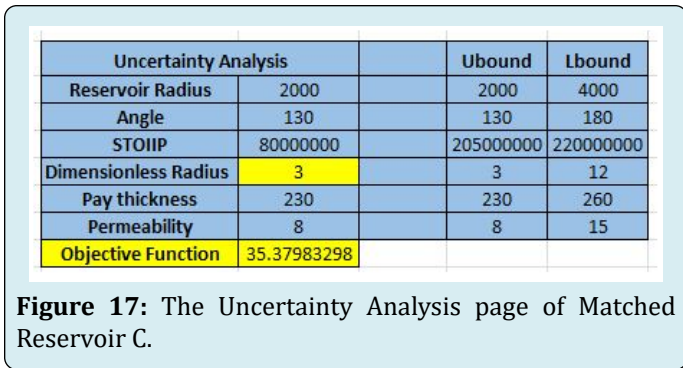 Uncertainty Analysis Ubound Lbound
Reservoir Radius 2000 2000 4000
Angle 130 130 180
STOIIP 80000000 205000000 220000000
Dimensionless Radius 3 3 12
Pay thickness 230 230 260
Permeability 8 8 15
Objective Function 35.37983298
Figure 17: The Uncertainty Analysis page of Matched
Reservoir C.